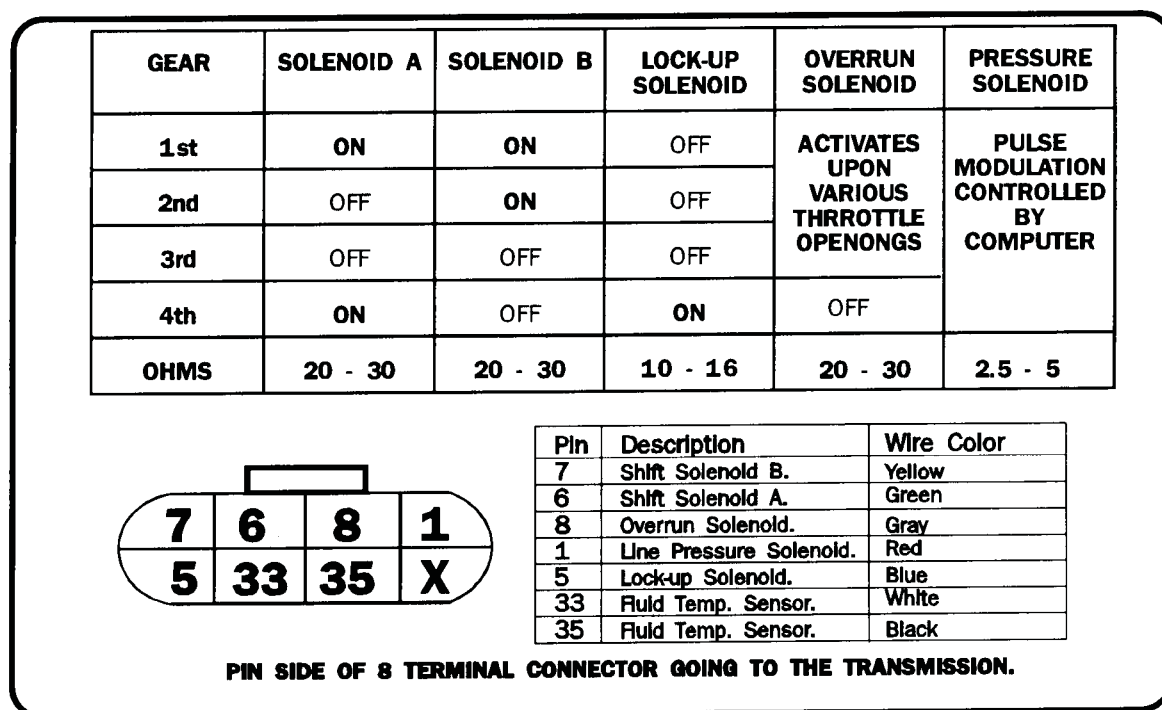 GEAR SOLENOID A SOLENOID B LOCK-UP SOLENOID OVERRUN SOLENOID PRESSURE SOLENOID
1st ON ON OFF ACTIVATES UPON VARIOUS THRROTTLE OPENONGS PULSE MODULATION CONTROLLED BY COMPUTER
2nd OFF ON OFF
3rd OFF OFF OFF
4th ON OFF ON OFF
OHMS 20 - 30 20 - 30 10 - 16 20 - 30 2.5 - 5
Pin Description Wire Color
7 Shift Solenoid B. Yellow
6 Shift Solenoid A. Green
8 Overrun Solenoid. Gray
1 Line Pressure Solenoid. Red
5 Lock-up Solenoid. Blue
33 Fluid Temp. Sensor. White
35 Fluid Temp. Sensor. Black
7 6 8 1
5 33 35 X
PIN SIDE OF 8 TERMINAL CONNECTOR GOING TO THE TRANSMISSION.